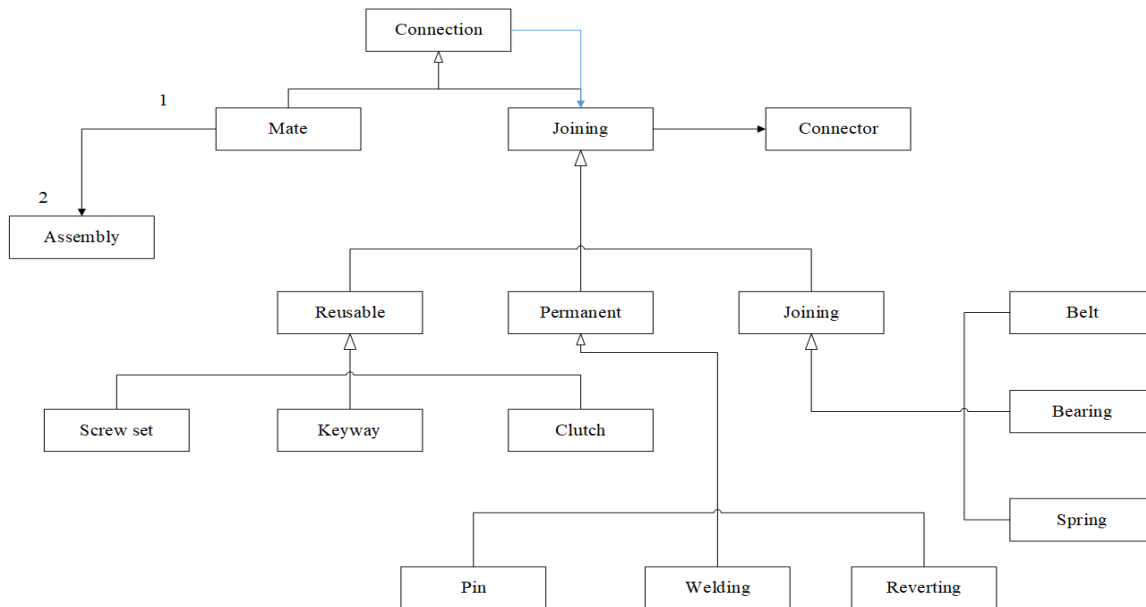 Connection
1
Mate
Joining
Connector
2
Assembly
Reusable
Permanent
Joining
Belt
Screw set
Keyway
Clutch
Bearing
Spring
Pin
Welding
Reverting